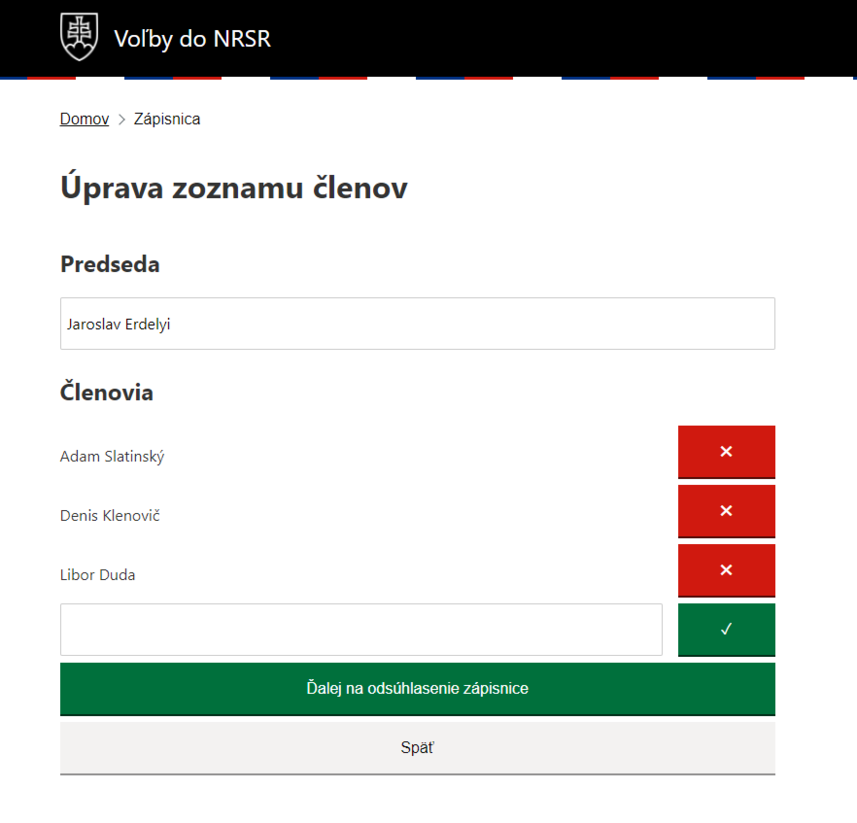 Voľby do NRSR
Domov > Zápisnica
Úprava zoznamu členov
Predseda
Jaroslav Erdelyi
Členovia
Adam Slatinský
Denis Klenovič
Libor Duda
Ďalej na odsúhlasenie zápisnice
Späť